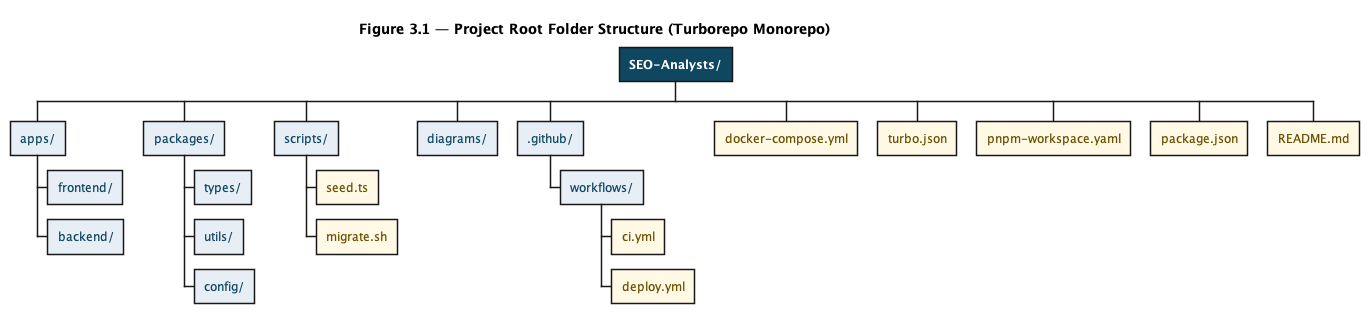 Figure 3.1 — Project Root Folder Structure (Turborepo Monorepo)
SEO-Analysts/
apps/
packages/
scripts/
diagrams/
.github/
docker-compose.yml
turbo.json
pnpm-workspace.yaml
package.json
README.md
frontend/
types/
seed.ts
workflows/
backend/
utils/
migrate.sh
ci.yml
config/
deploy.yml